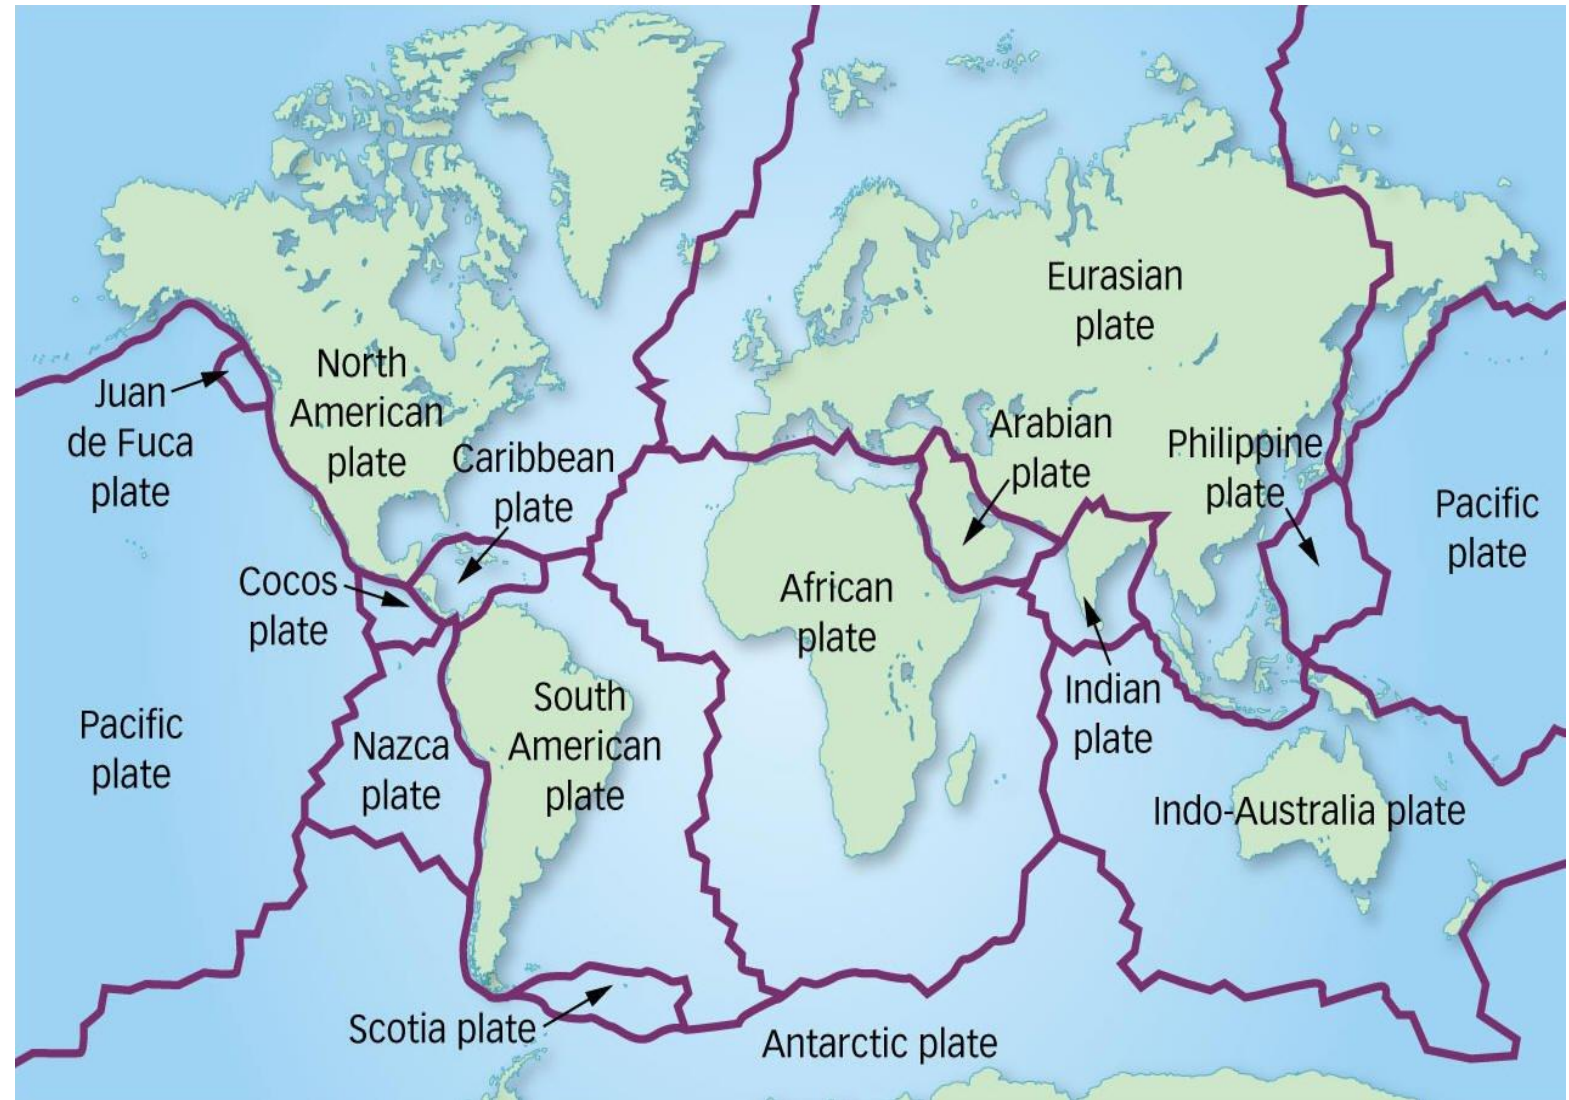 Eurasian
plate
North
American
plate
Juan
de Fuca
plate
Caribbean
plate
Arabian
plate
Philippine
plate
Pacific
plate
Cocos
plate
African
plate
Indian
plate
South
American
plate
Pacific
plate
Nazca
plate
Indo-Australia plate
Scotia plate
Antarctic plate